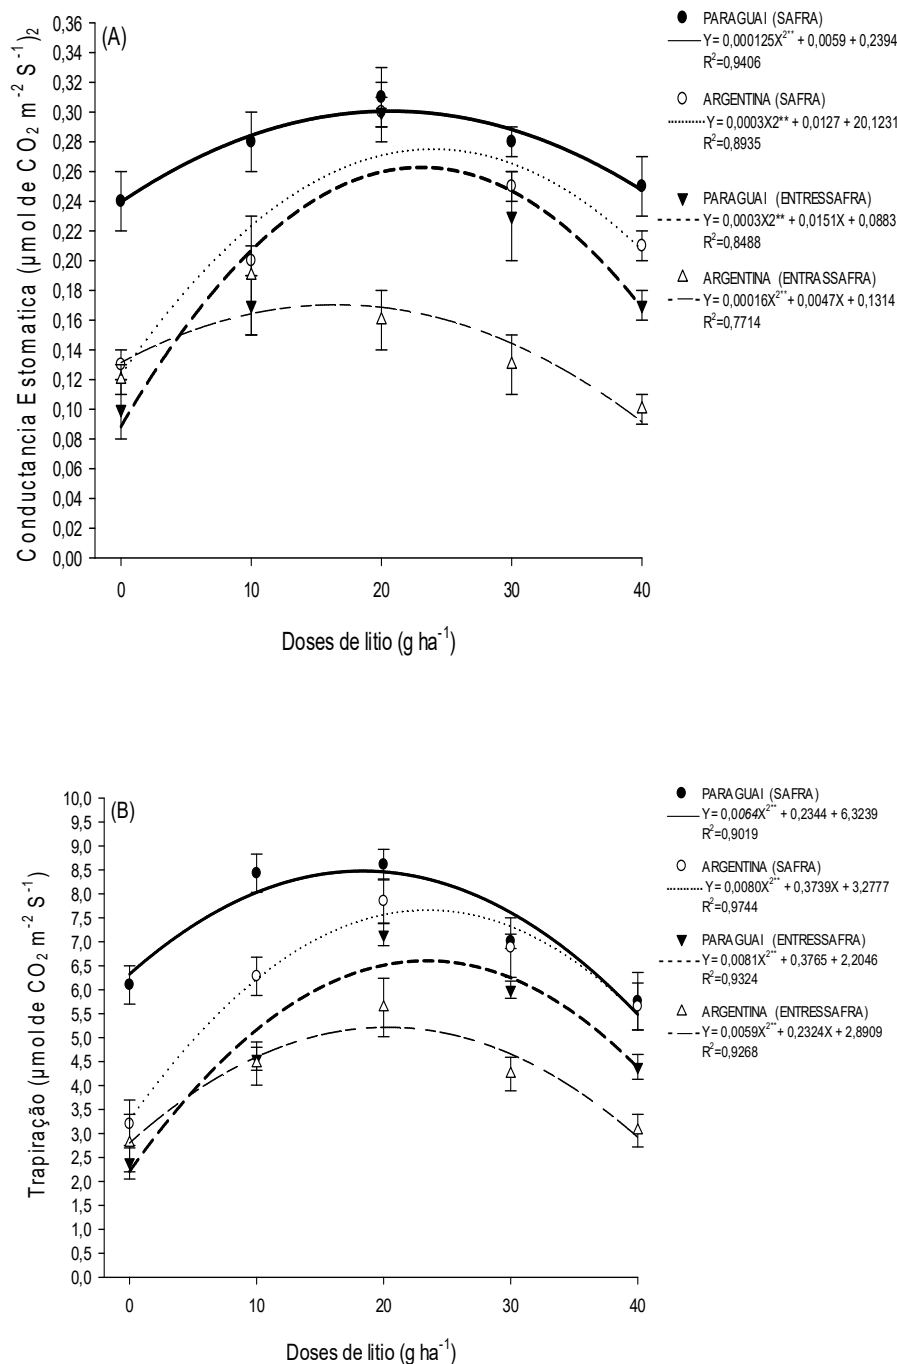 (A)
0,36
0,34
0,32
0,30
0,28
0,26
0,24
0,22
0,20
0,18
0,16
0,14
0,12
0,10
0,08
0,06
0,04
0,02
0,00
Conductancia Estomatica (µmol de CO₂ m⁻² S⁻¹)₂
0 10 20 30 40
Doses de litio (g ha⁻¹)
PARAGUAI (SAFRA)
Y= 0,000125X²** + 0,0059 + 0,2394
R²=0,9406
ARGENTINA (SAFRA)
Y= 0,0003X2** + 0,0127 + 20,1231
R²=0,8935
PARAGUAI (ENTRESSAFRA)
Y= 0,0003X2** + 0,0151X + 0,0883
R²=0,8488
ARGENTINA (ENTRASSAFRA)
Y= 0,00016X²**+ 0,0047X + 0,1314
R²=0,7714
(B)
10,0
9,5
9,0
8,5
8,0
7,5
7,0
6,5
6,0
5,5
5,0
4,5
4,0
3,5
3,0
2,5
2,0
1,5
1,0
0,5
0,0
Trapiração (µmol de CO₂ m⁻² S⁻¹)
0 10 20 30 40
Doses de litio (g ha⁻¹)
PARAGUAI (SAFRA)
Y= 0,0064X²** + 0,2344 + 6,3239
R²=0,9019
ARGENTINA (SAFRA)
Y= 0,0080X²** + 0,3739X + 3,2777
R²=0,9744
PARAGUAI (ENTRESSAFRA)
Y= 0,0081X²** + 0,3765 + 2,2046
R²=0,9324
ARGENTINA (ENTRESSAFRA)
Y= 0,0059X²**+ 0,2324X + 2,8909
R²=0,9268